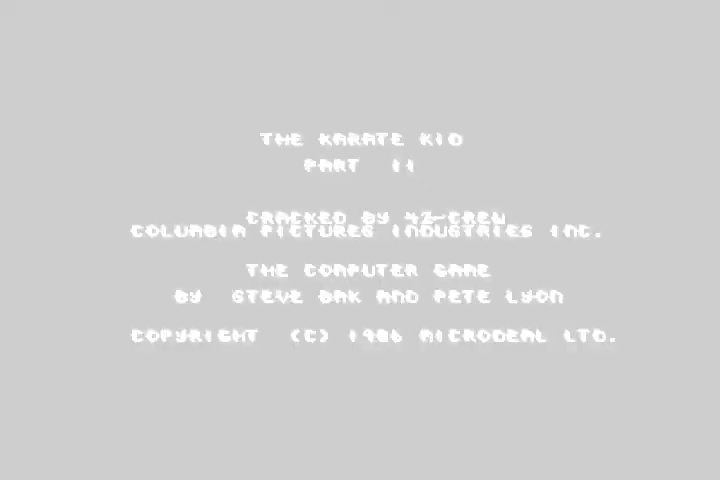 THE KARATE KID
PART II
CRACKED BY 42-CREW
COLUMBIA PICTURES INDUSTRIES INC.
THE COMPUTER GAME
BY STEVE BAK AND PETE LYON
COPYRIGHT (C) 1986 MICRODEAL LTD.